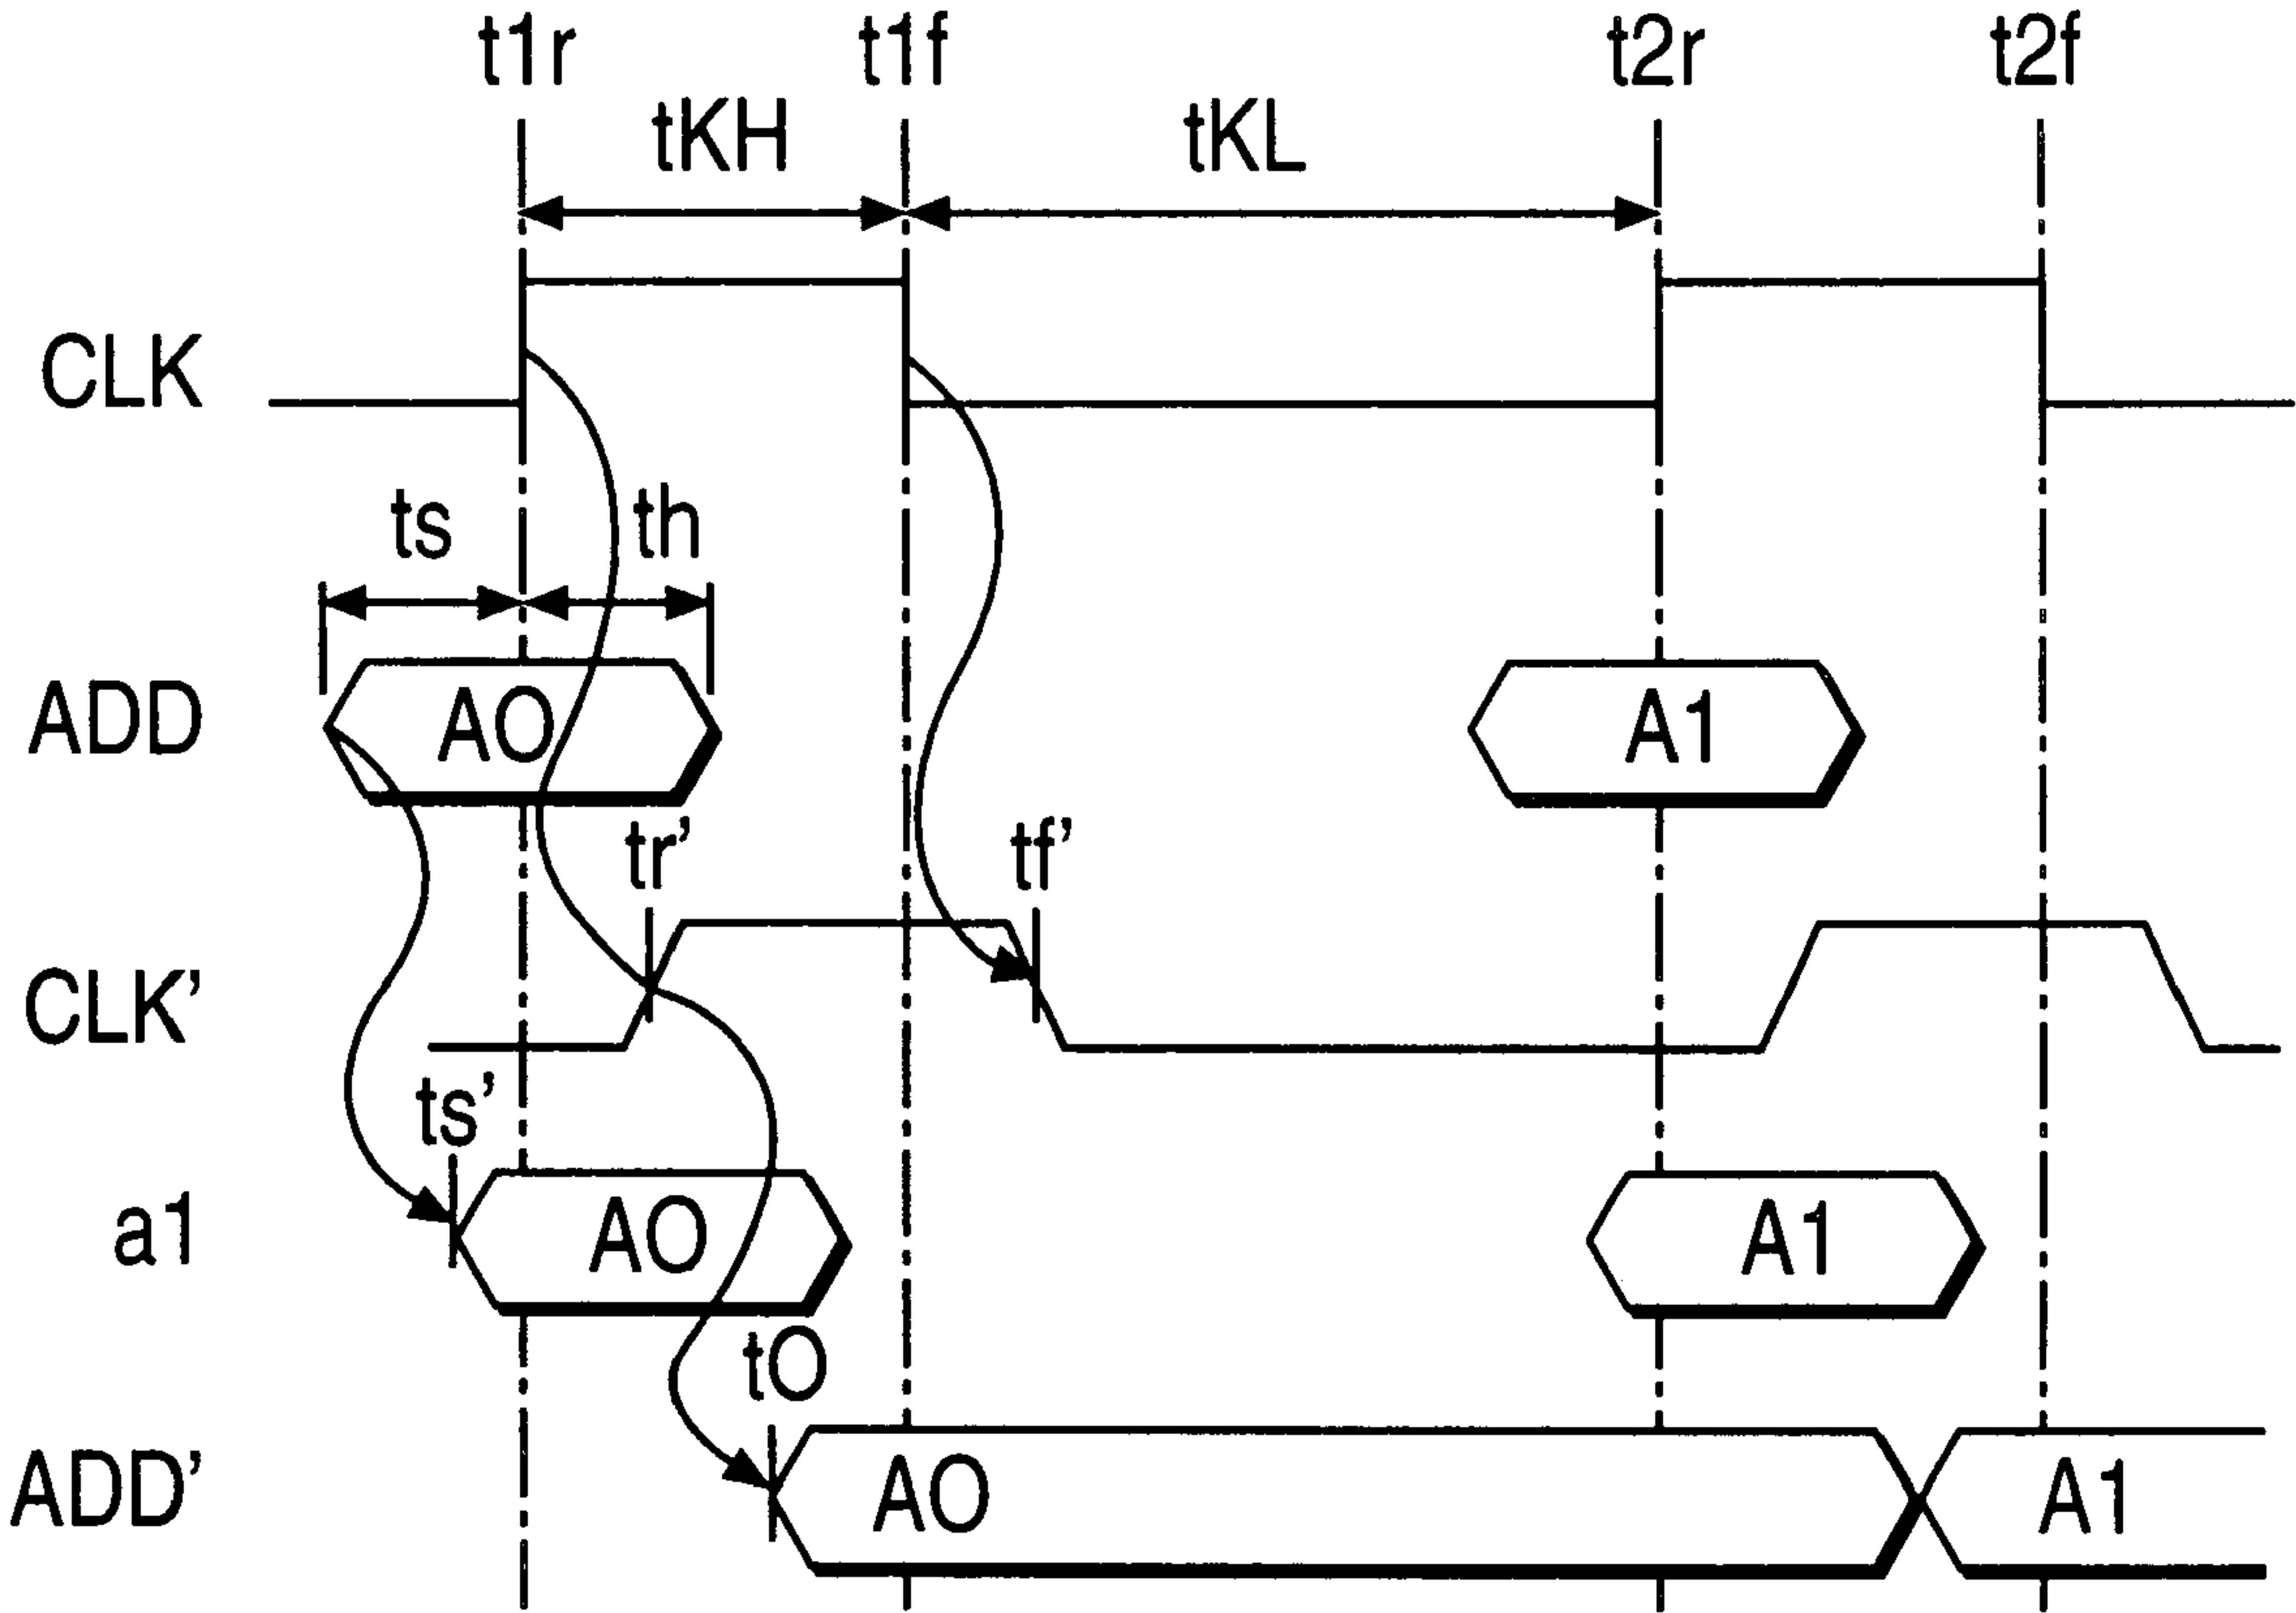 t1r t1f t2r t2f
tKH tKL
CLK
ts th
ADD AO A1
tr’ tf’
CLK’
ts’
a1 AO A1
tO
ADD’ AO A1